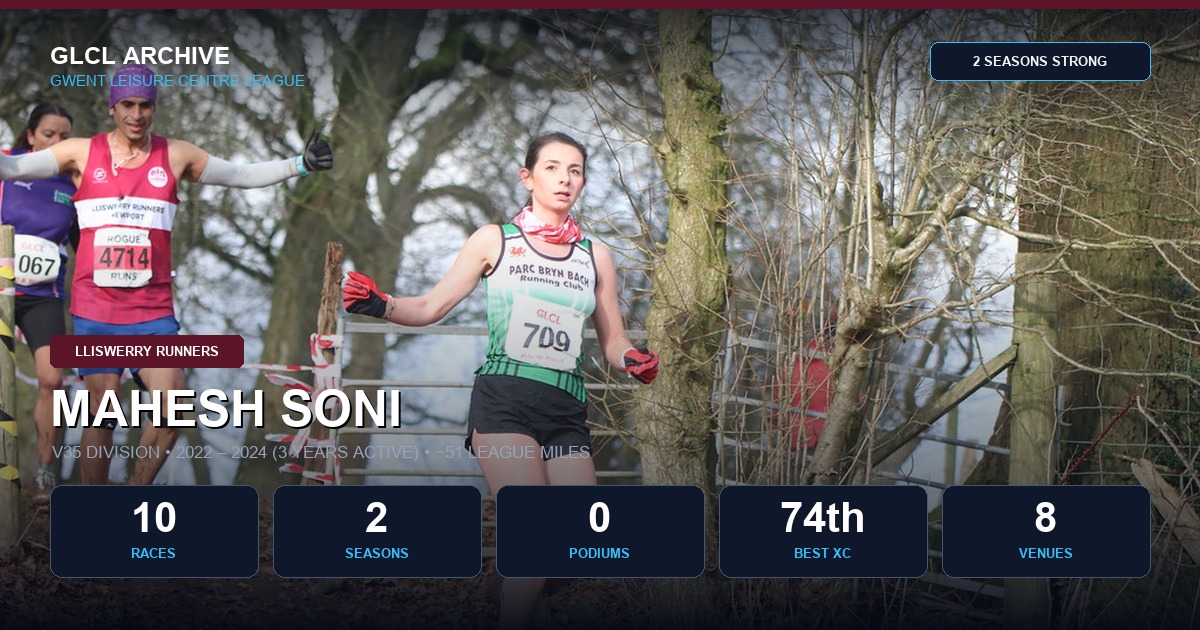 GLCL ARCHIVE
GWENT LEISURE CENTRE LEAGUE
2 SEASONS STRONG
LLISWERRY RUNNERS
NEWPORT
ROGUE
4714
RUNS
GLCL
067
PARC BRYN BACH
Running Club
GLCL
709
LLISWERRY RUNNERS
MAHESH SONI
V35 DIVISION • 2022 – 2024 (3 YEARS ACTIVE) • ~51 LEAGUE MILES
10
RACES
2
SEASONS
0
PODIUMS
74th
BEST XC
8
VENUES